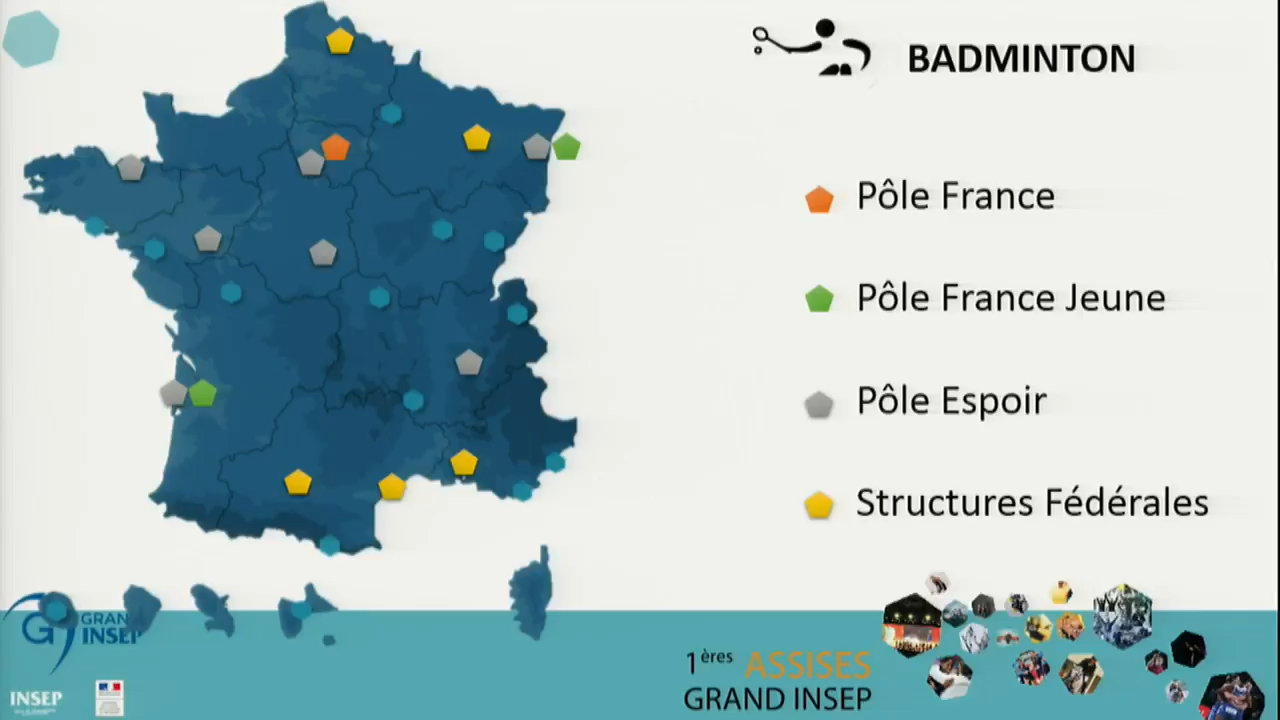 BADMINTON
Pôle France
Pôle France Jeune
Pôle Espoir
Structures Fédérales
GRAND
INSEP
1ères ASSISES
GRAND INSEP
INSEP